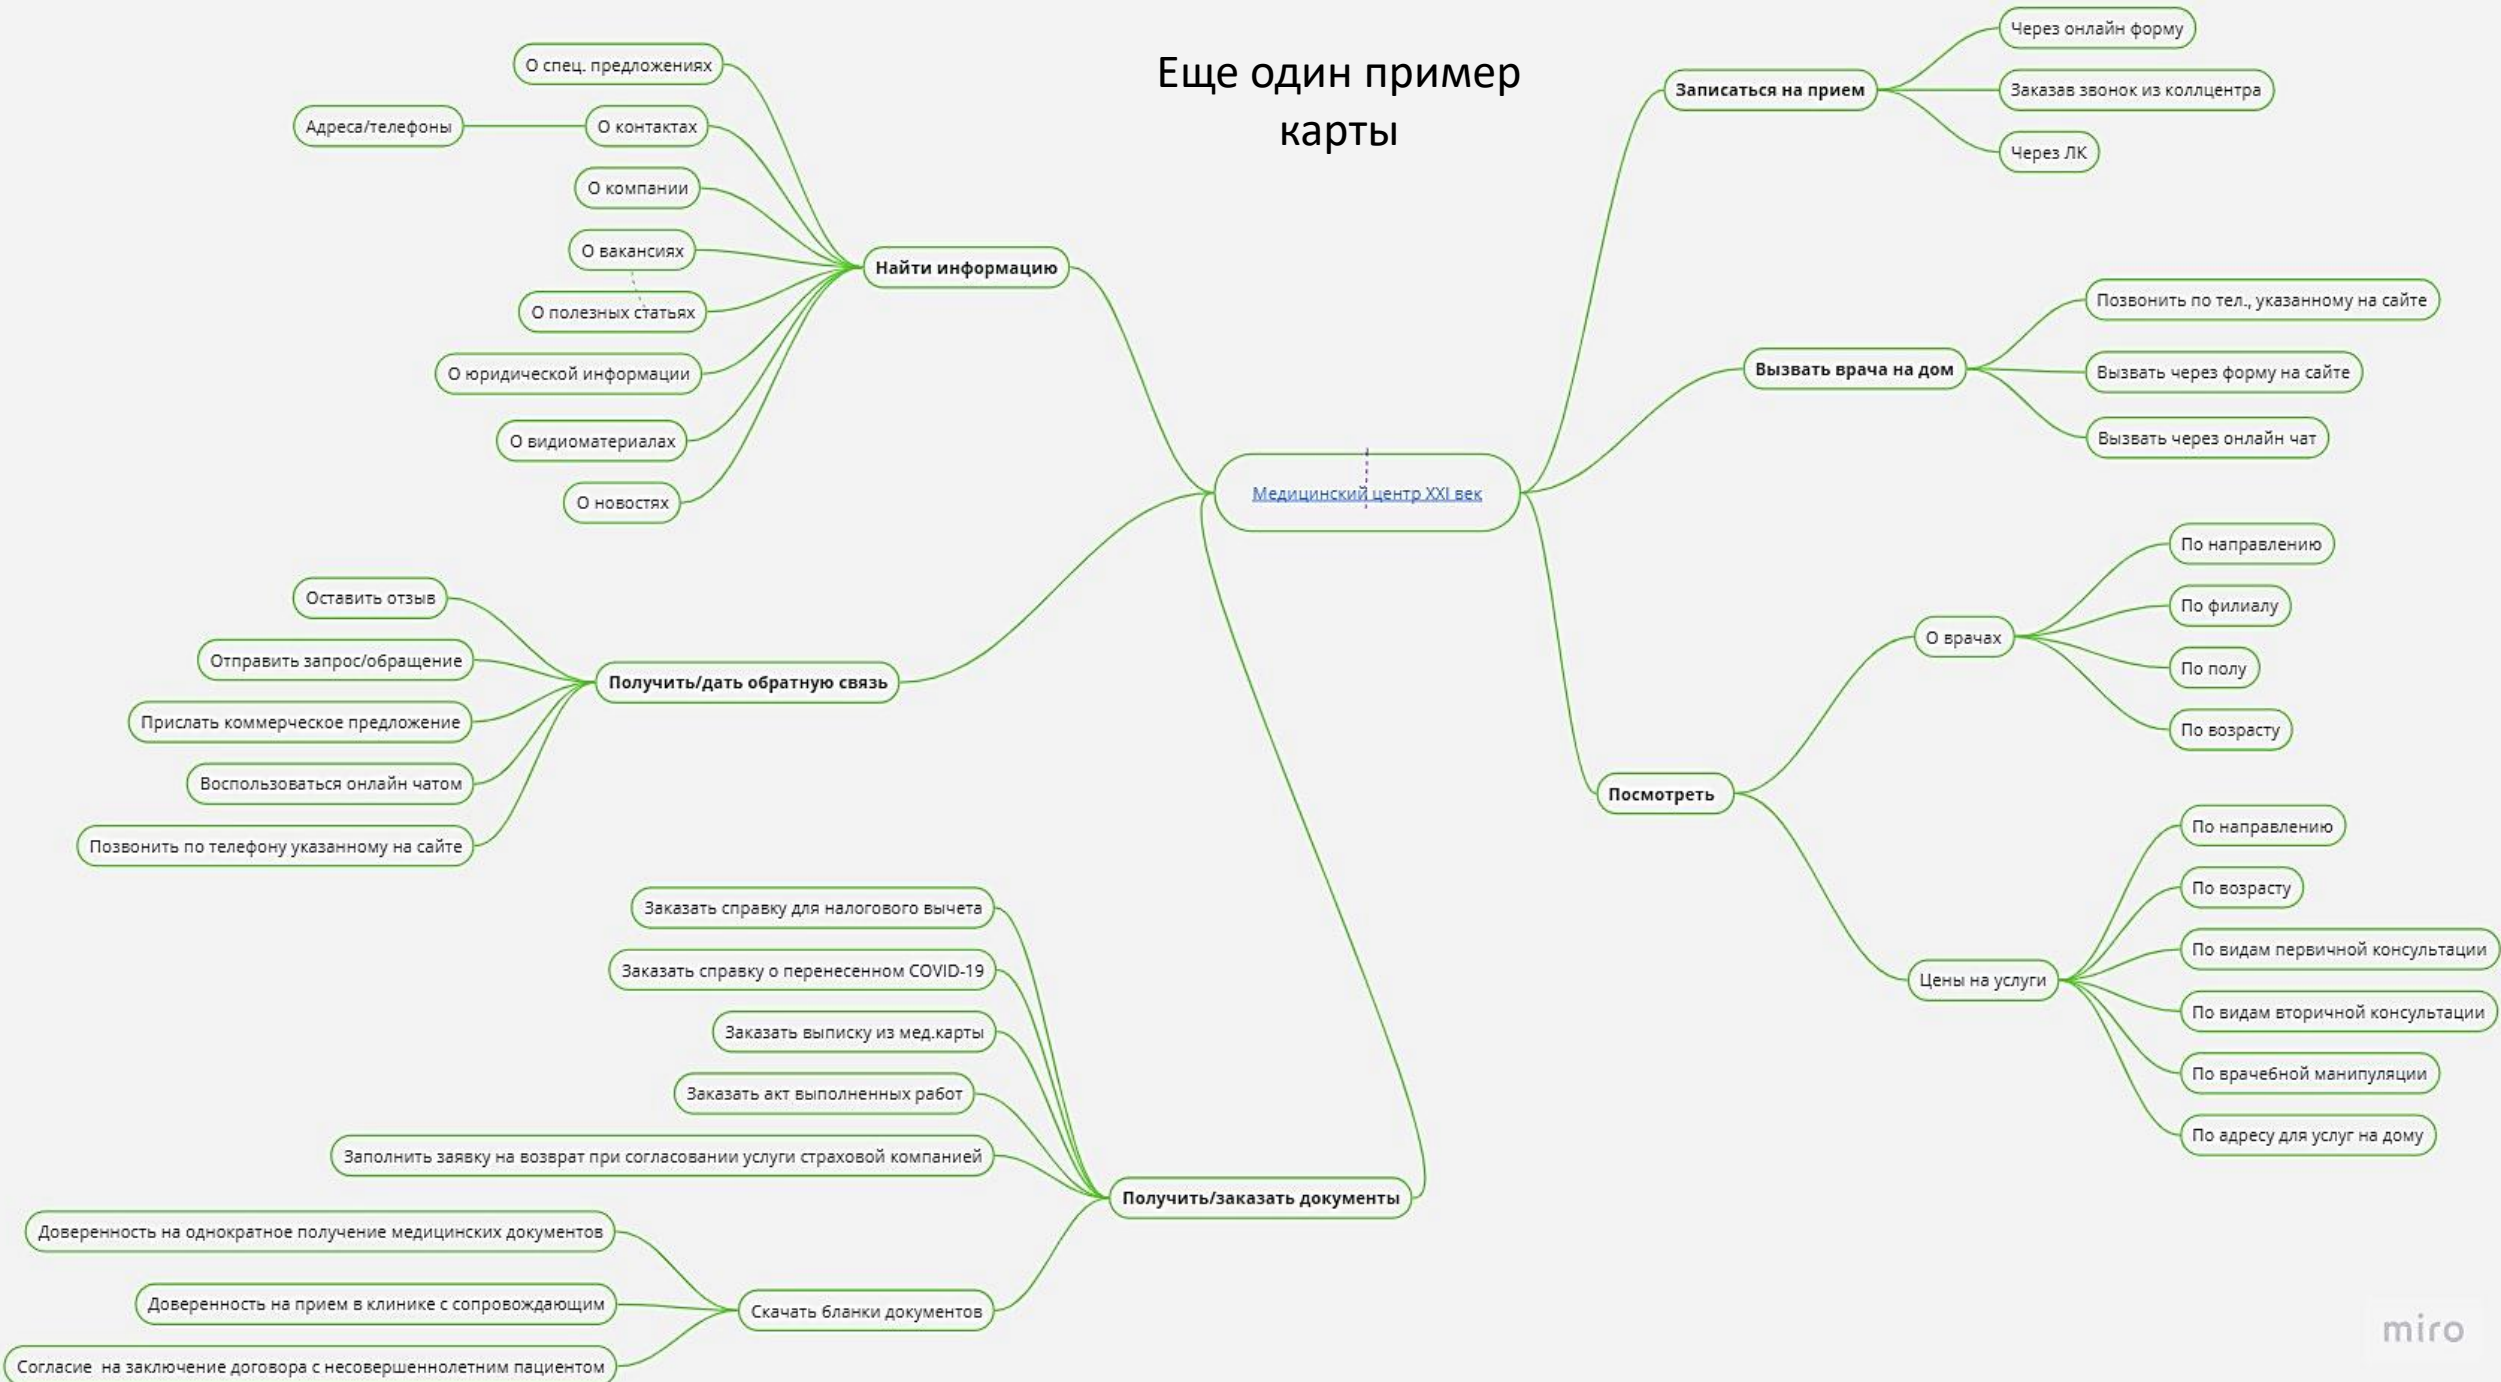 Еще один пример
карты
О спец. предложениях
Адреса/телефоны
О контактах
О компании
О вакансиях
О полезных статьях
О юридической информации
О видиоматериалах
О новостях
Найти информацию
Оставить отзыв
Отправить запрос/обращение
Прислать коммерческое предложение
Воспользоваться онлайн чатом
Позвонить по телефону указанному на сайте
Получить/дать обратную связь
Заказать справку для налогового вычета
Заказать справку о перенесенном COVID-19
Заказать выписку из мед.карты
Заказать акт выполненных работ
Заполнить заявку на возврат при согласовании услуги страховой компанией
Получить/заказать документы
Доверенность на однократное получение медицинских документов
Доверенность на прием в клинике с сопровождающим
Согласие  на заключение договора с несовершеннолетним пациентом
Скачать бланки документов
Медицинский центр XXI век
Записаться на прием
Через онлайн форму
Заказав звонок из коллцентра
Через ЛК
Вызвать врача на дом
Позвонить по тел., указанному на сайте
Вызвать через форму на сайте
Вызвать через онлайн чат
Посмотреть
О врачах
По направлению
По филиалу
По полу
По возрасту
Цены на услуги
По направлению
По возрасту
По видам первичной консультации
По видам вторичной консультации
По врачебной манипуляции
По адресу для услуг на дому
miro